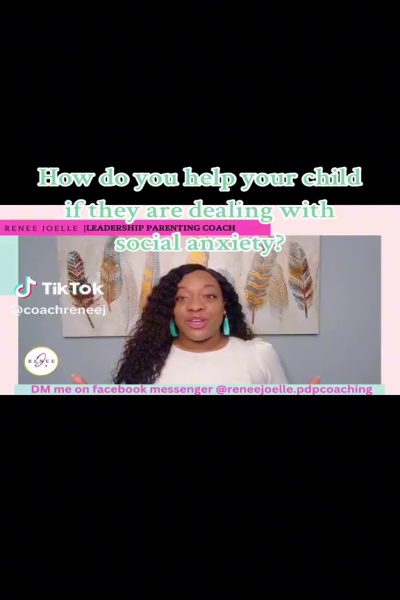 How do you help your child
if they are dealing with
RENEE JOELLE |LEADERSHIP PARENTING COACH
social anxiety?
TikTok
@coachreneej
RENEE
DM me on facebook messenger @reneejoelle.pdpcoaching